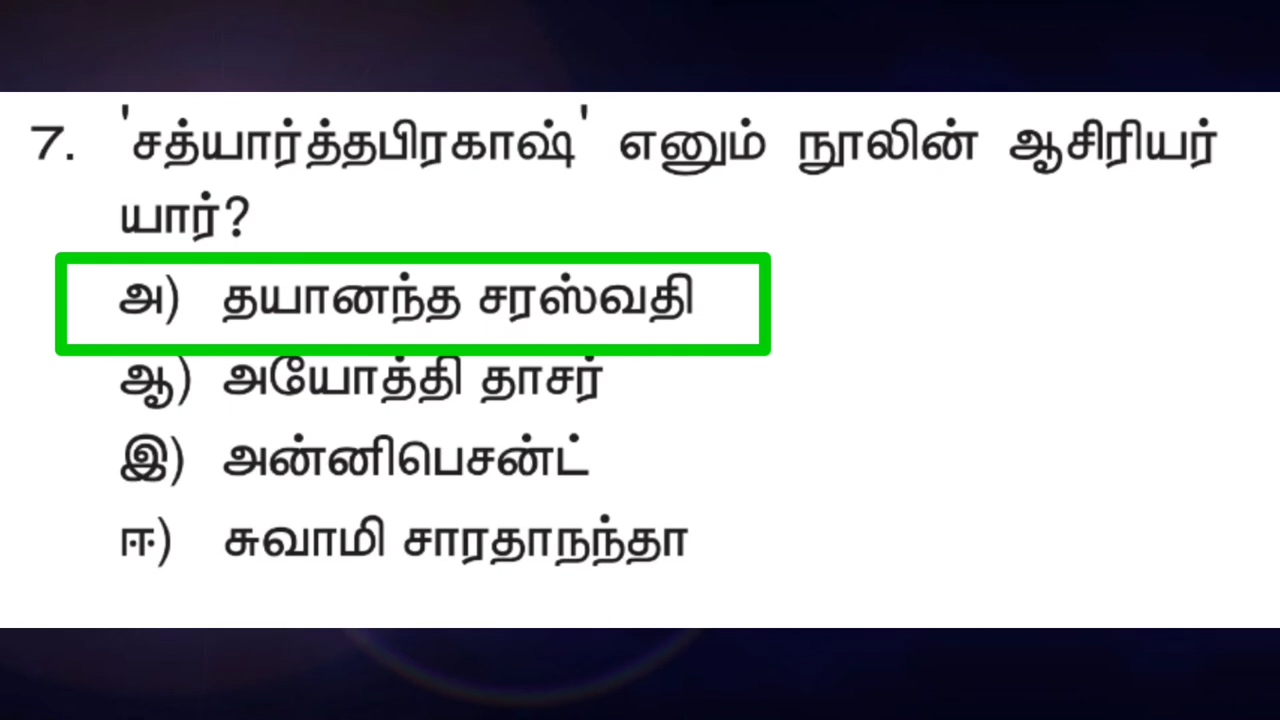 7. 'சத்யார்த்தபிரகாஷ்' எனும் நூலின் ஆசிரியர்
யார்?
அ) தயானந்த சரஸ்வதி
ஆ) அயோத்தி தாசர்
இ) அன்னிபெசன்ட்
ஈ) சுவாமி சாரதாநந்தா